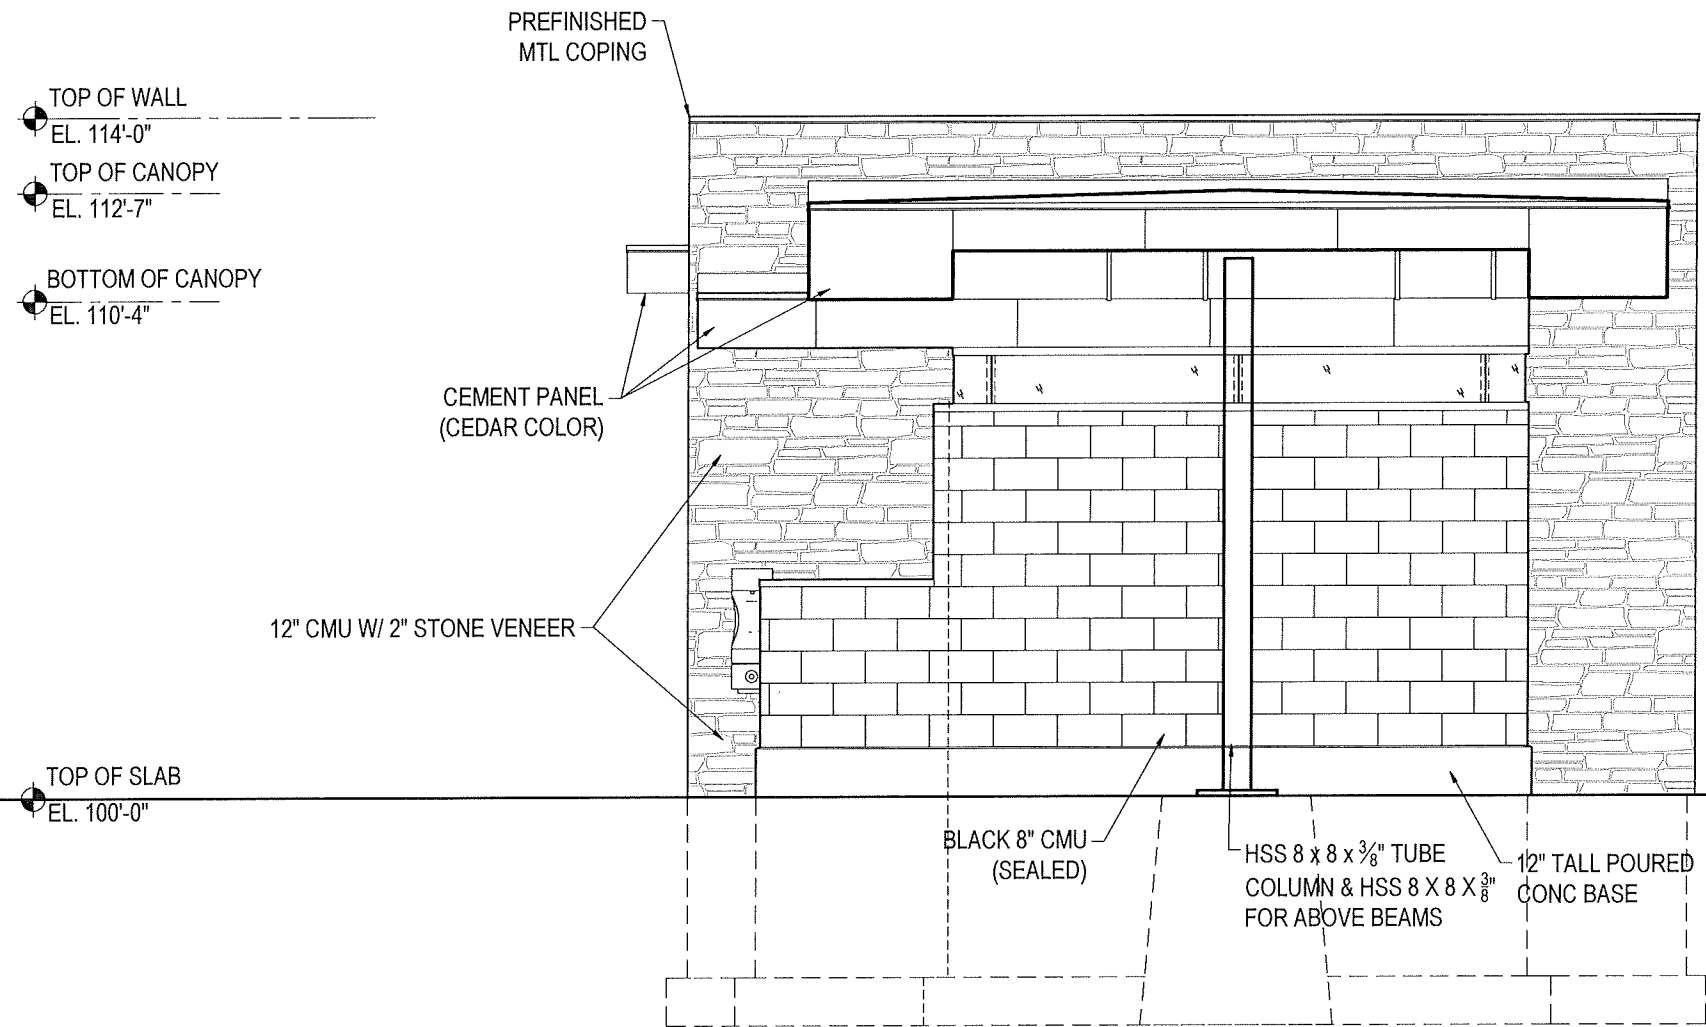 PREFINISHED
MTL COPING
TOP OF WALL
EL. 114'-0"
TOP OF CANOPY
EL. 112'-7"
BOTTOM OF CANOPY
EL. 110'-4"
CEMENT PANEL
(CEDAR COLOR)
12" CMU W/ 2" STONE VENEER
TOP OF SLAB
EL. 100'-0"
BLACK 8" CMU
(SEALED)
HSS 8 x 8 x 3/8" TUBE
COLUMN & HSS 8 X 8 X 3/8"
FOR ABOVE BEAMS
12" TALL POURED
CONC BASE